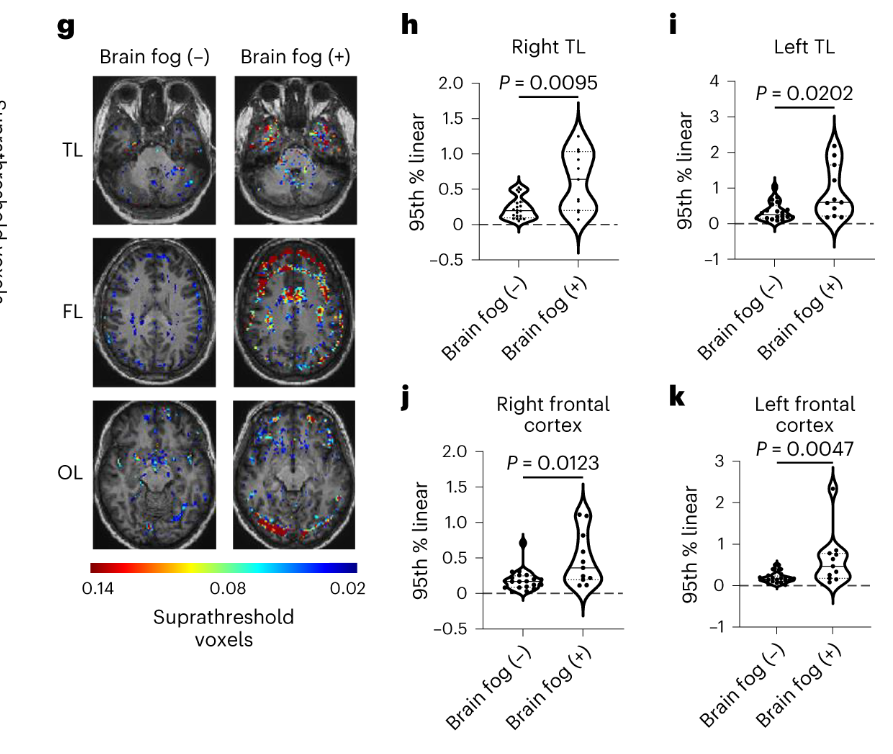 g
Brain fog (–)
Brain fog (+)
TL
FL
OL
0.14
0.08
0.02
Suprathreshold
voxels
h
Right TL
P = 0.0095
95th % linear
2.0
1.5
1.0
0.5
0
–0.5
Brain fog (–)
Brain fog (+)
i
Left TL
P = 0.0202
95th % linear
4
3
2
1
0
–1
Brain fog (–)
Brain fog (+)
j
Right frontal
cortex
P = 0.0123
95th % linear
2.0
1.5
1.0
0.5
0
–0.5
Brain fog (–)
Brain fog (+)
k
Left frontal
cortex
P = 0.0047
95th % linear
3
2
1
0
–1
Brain fog (–)
Brain fog (+)